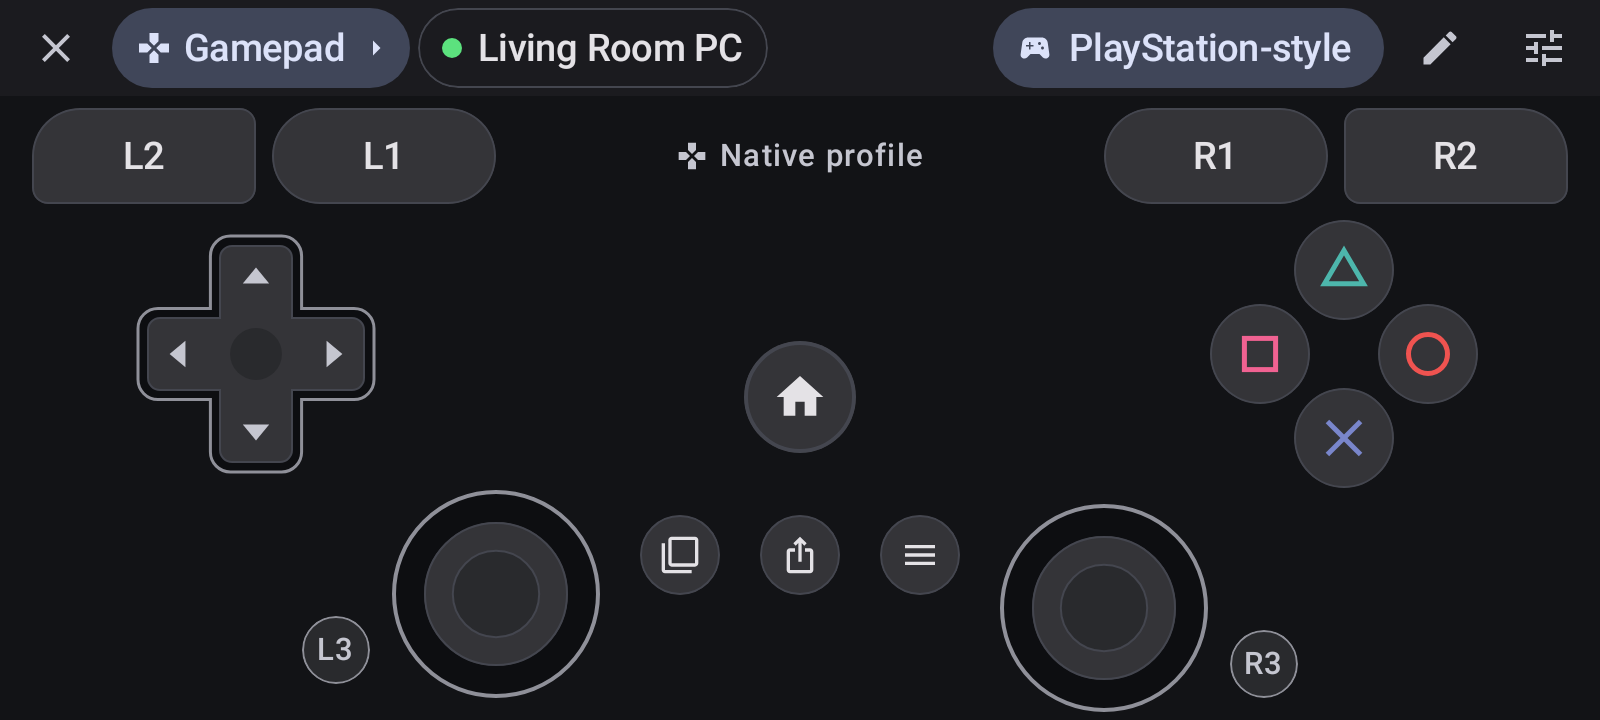 Gamepad
Living Room PC
PlayStation-style
L2
L1
Native profile
R1
R2
L3
R3